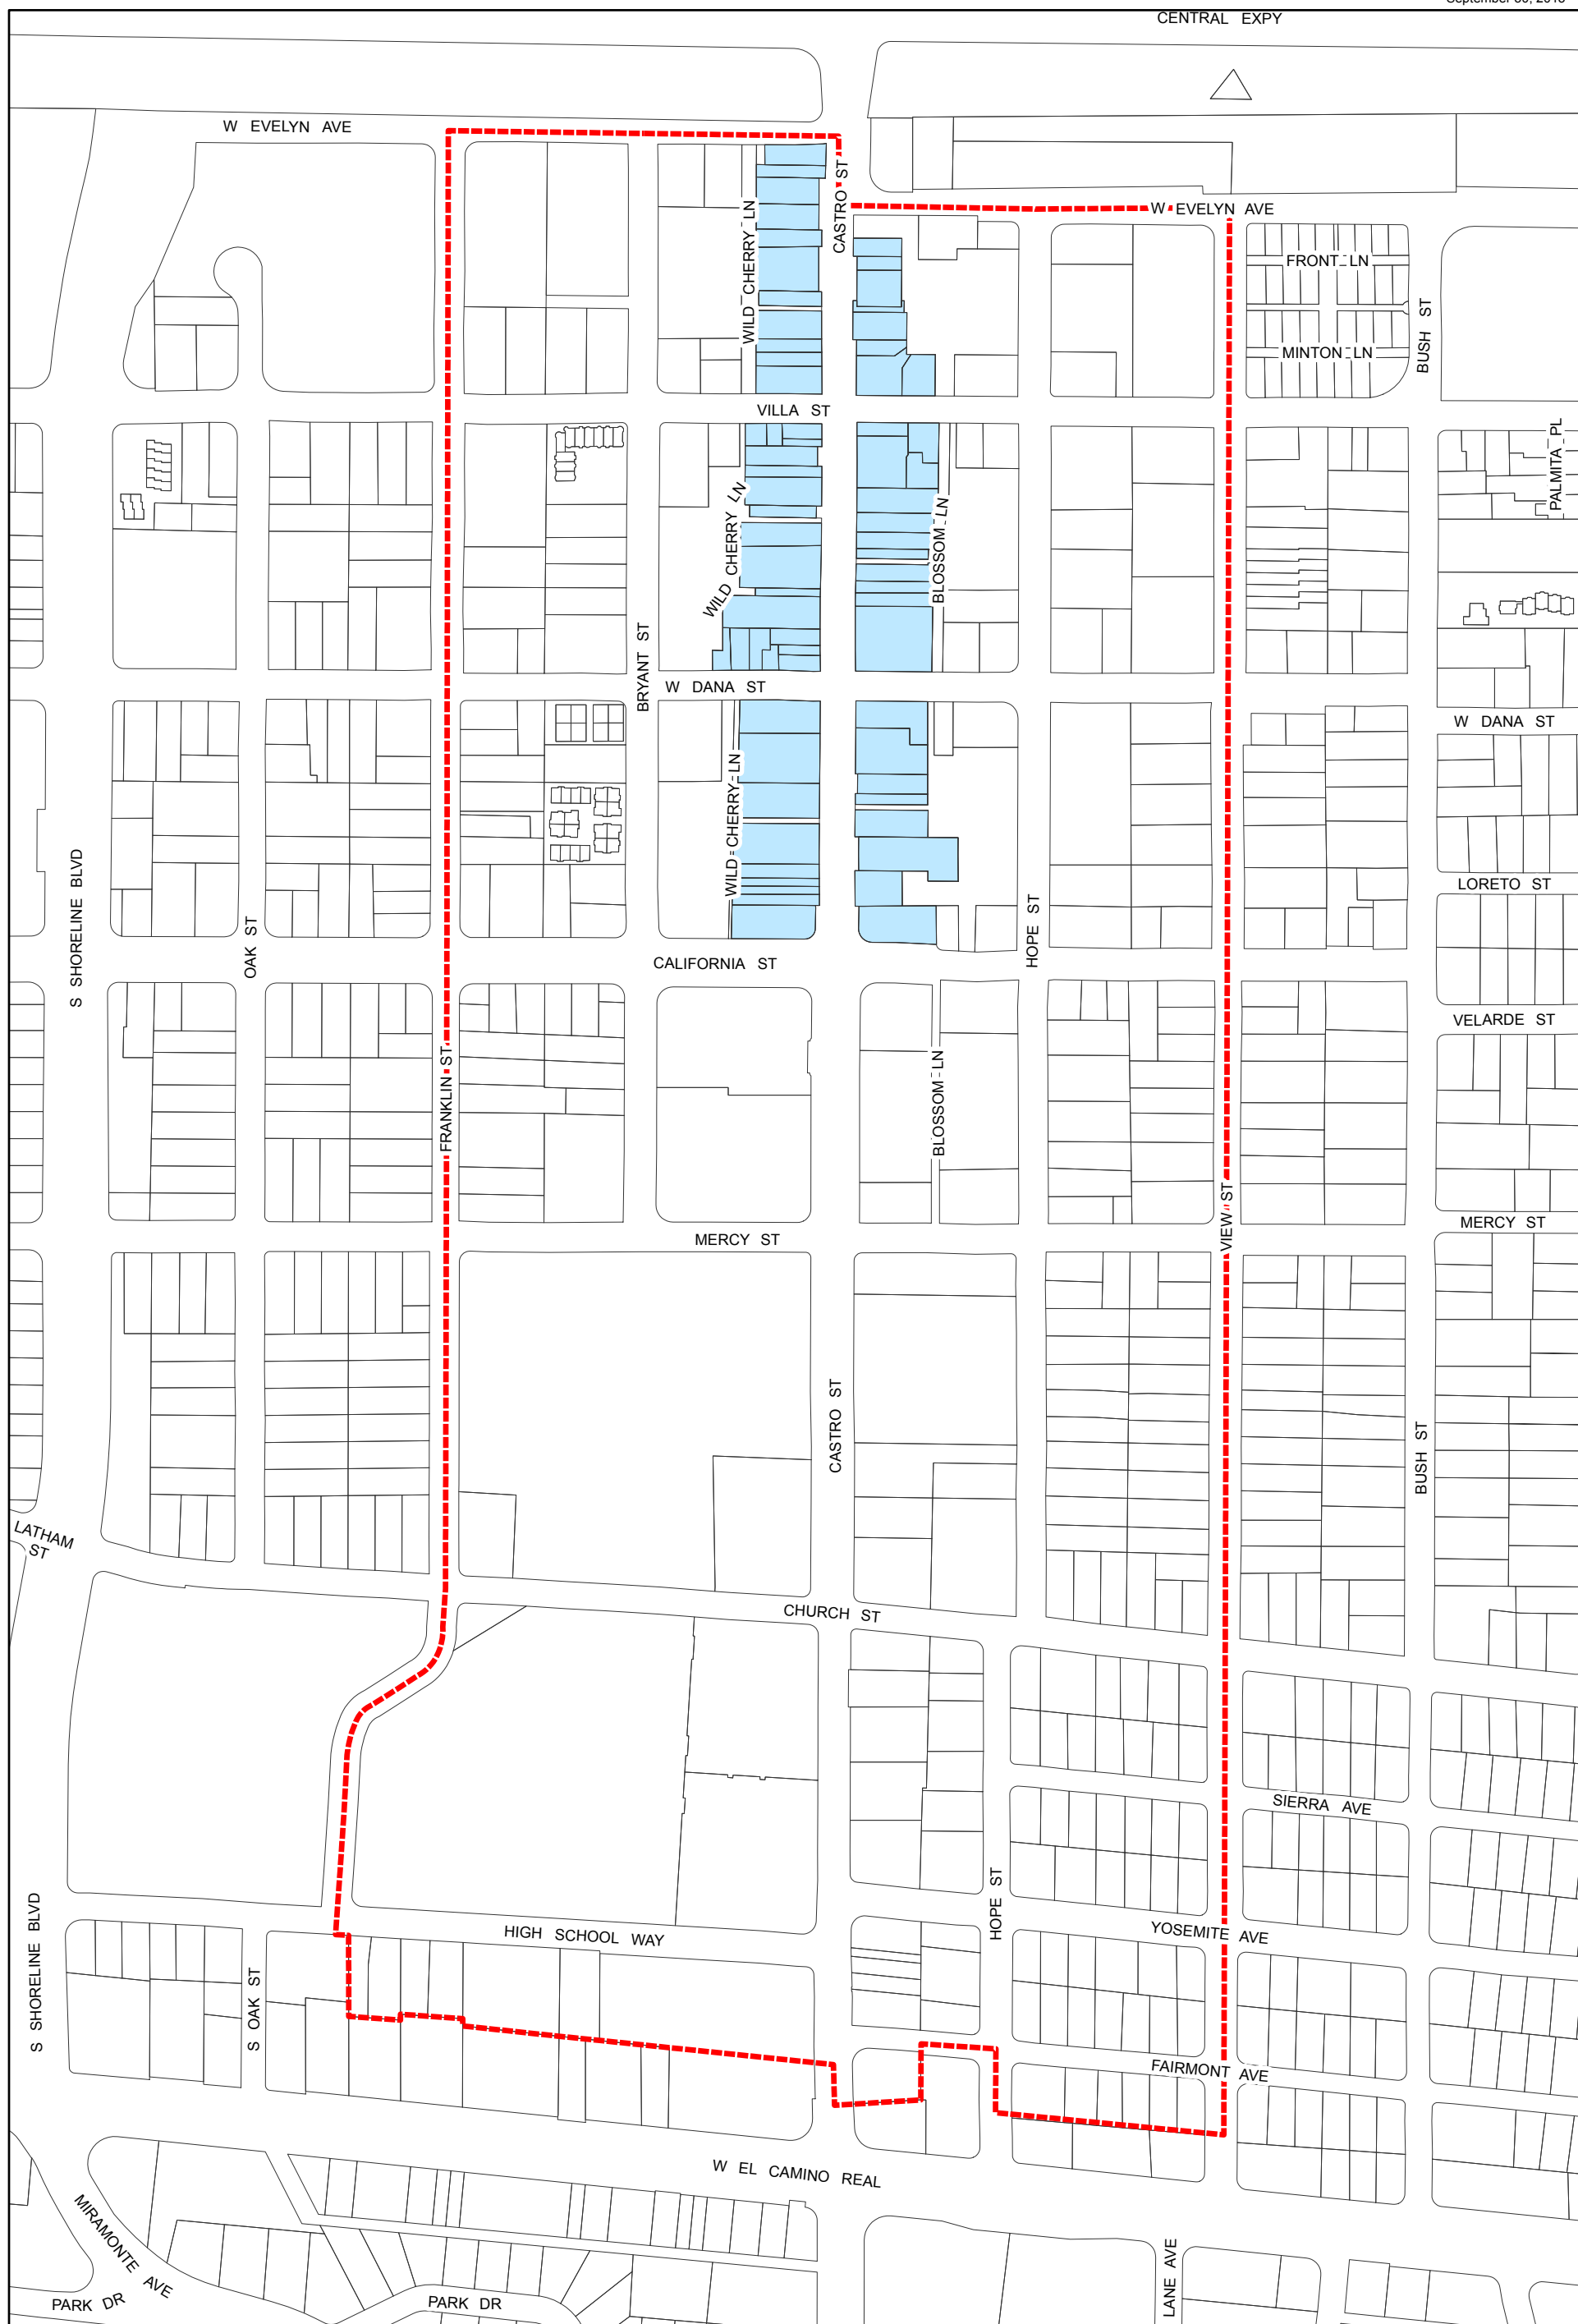 CENTRAL EXPY
W EVELYN AVE
CASTRO ST
WILD CHERRY LN
W EVELYN AVE
FRONT LN
MINTON LN
BUSH ST
VILLA ST
PALMITA PL
WILD CHERRY LN
BLOSSOM LN
BRYANT ST
W DANA ST
W DANA ST
WILD CHERRY LN
S SHORELINE BLVD
LORETO ST
OAK ST
HOPE ST
CALIFORNIA ST
VELARDE ST
FRANKLIN ST
BLOSSOM LN
VIEW ST
MERCY ST
MERCY ST
CASTRO ST
BUSH ST
LATHAM
ST
CHURCH ST
SIERRA AVE
S SHORELINE BLVD
HOPE ST
HIGH SCHOOL WAY
YOSEMITE AVE
S OAK ST
FAIRMONT AVE
W EL CAMINO REAL
MIRAMONTE AVE
LANE AVE
PARK DR
PARK DR